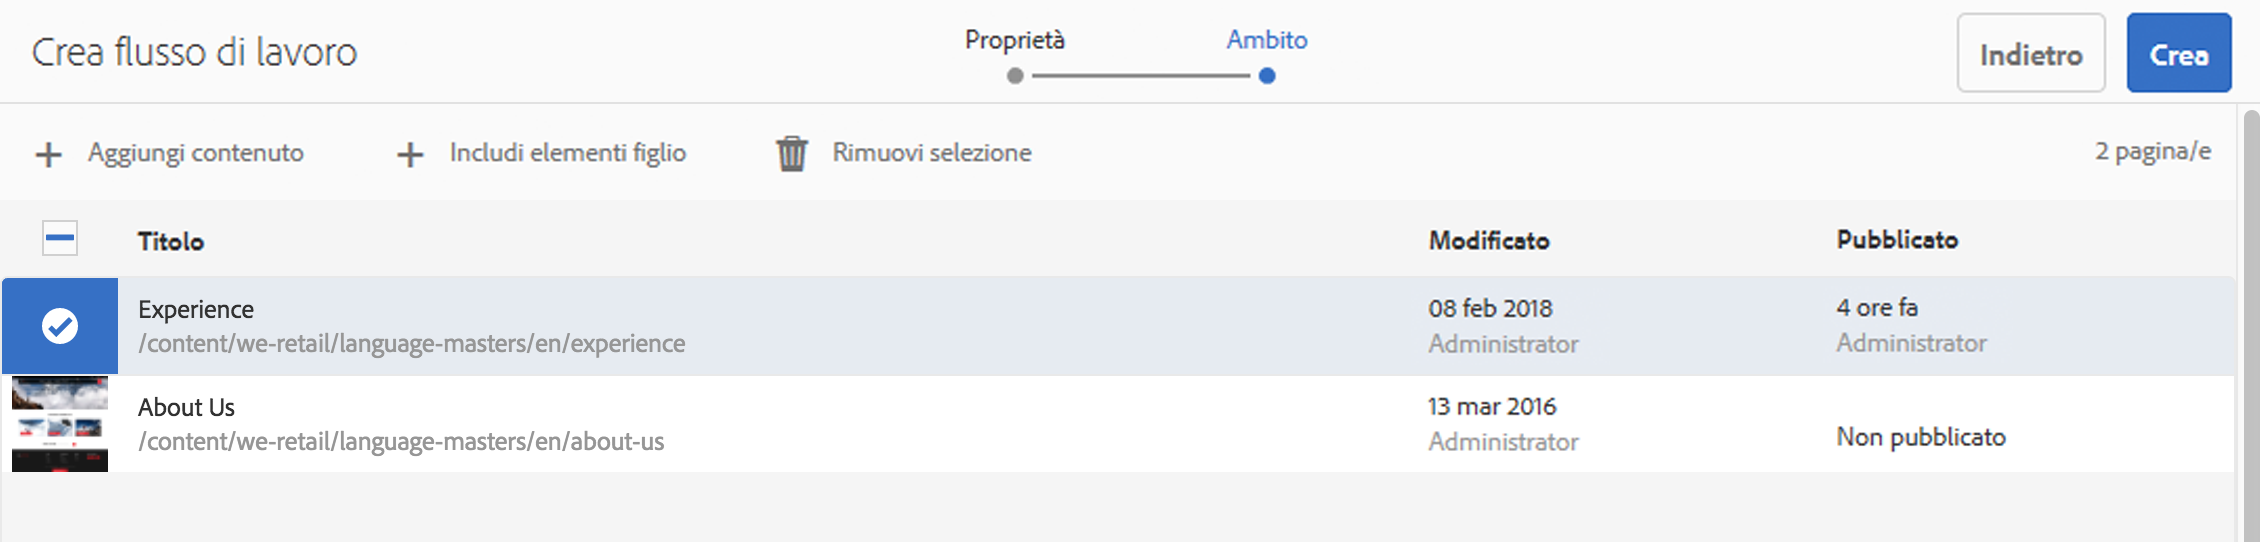 Crea flusso di lavoro
Proprietà
Ambito
Indietro
Crea
Aggiungi contenuto
Includi elementi figlio
Rimuovi selezione
2 pagina/e
Titolo
Modificato
Pubblicato
Experience
08 feb 2018
4 ore fa
/content/we-retail/language-masters/en/experience
Administrator
Administrator
About Us
13 mar 2016
/content/we-retail/language-masters/en/about-us
Administrator
Non pubblicato